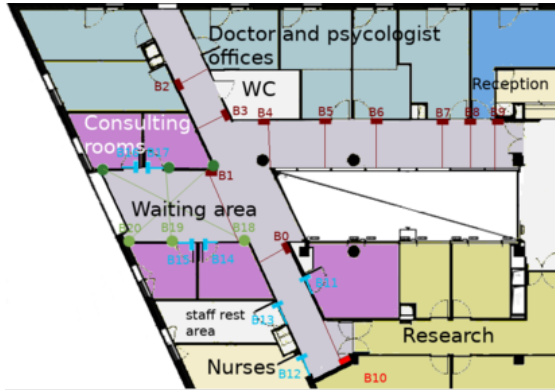 Doctor and psycologist
offices
B2
WC
Reception
B3
B4
B5
B6
B7
B8
B9
Consulting
rooms
B16
B17
B1
Waiting area
B20
B19
B18
B0
B15
B14
B11
B13
staff rest
area
Research
Nurses
B12
B10